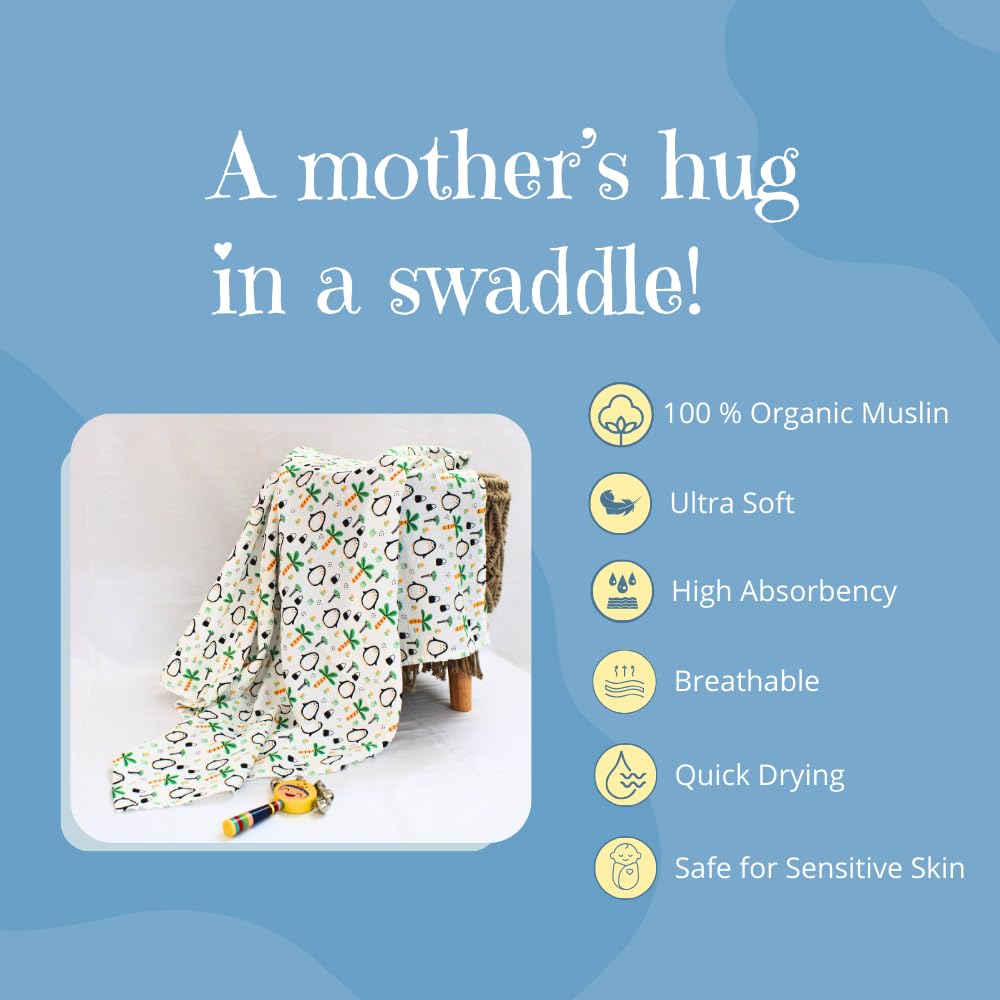 A mother’s hug
in a swaddle!
100 % Organic Muslin
Ultra Soft
High Absorbency
Breathable
Quick Drying
Safe for Sensitive Skin